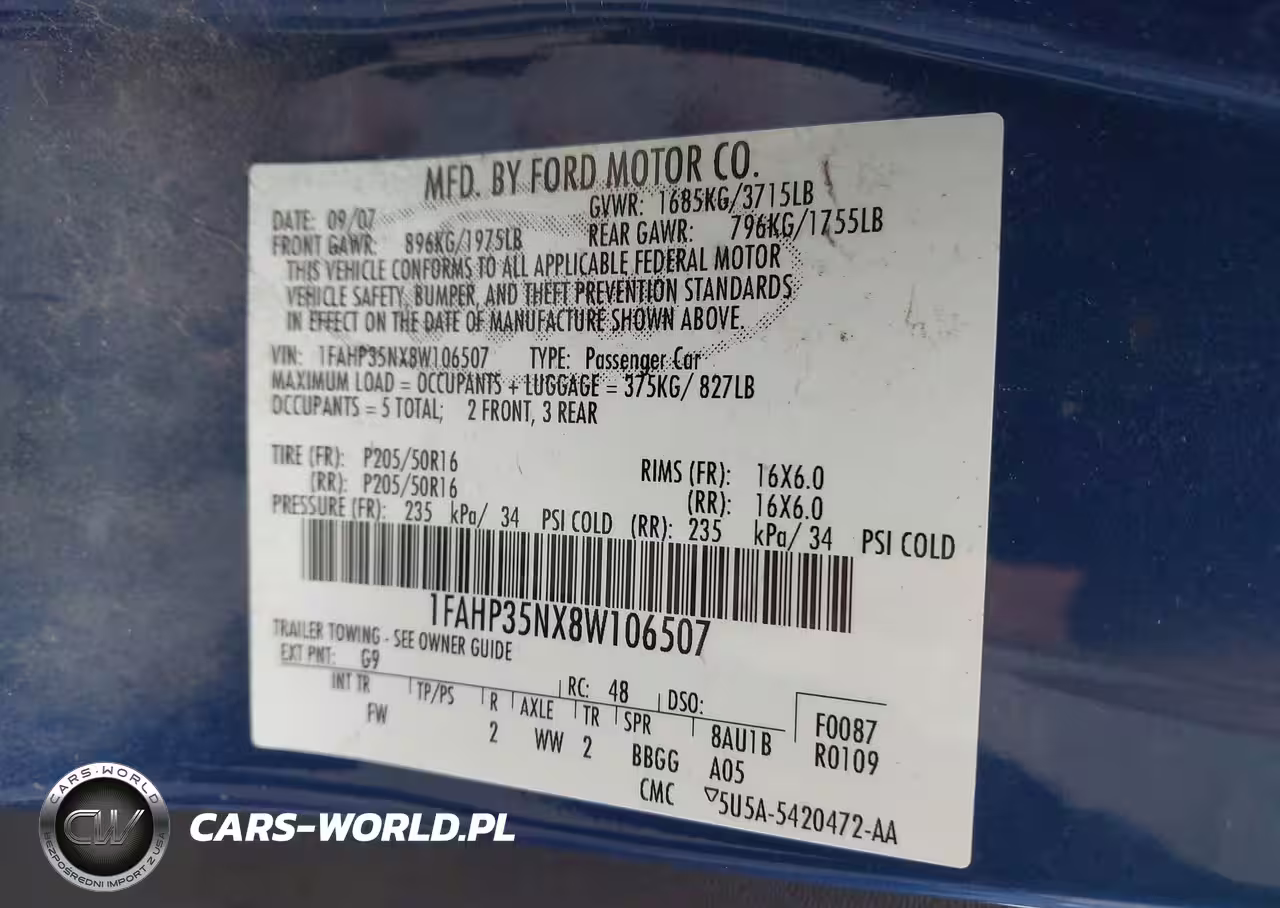 MFD. BY FORD MOTOR CO.
DATE: 09/07 GVWR: 1685KG/3715LB
FRONT GAWR: 896KG/1975LB REAR GAWR: 796KG/1755LB
THIS VEHICLE CONFORMS TO ALL APPLICABLE FEDERAL MOTOR
VEHICLE SAFETY, BUMPER, AND THEFT PREVENTION STANDARDS
IN EFFECT ON THE DATE OF MANUFACTURE SHOWN ABOVE.
VIN: 1FAHP35NX8W106507 TYPE: Passenger Car
MAXIMUM LOAD = OCCUPANTS + LUGGAGE = 375KG/ 827LB
OCCUPANTS = 5 TOTAL; 2 FRONT, 3 REAR
TIRE (FR): P205/50R16 RIMS (FR): 16X6.0
(RR): P205/50R16 (RR): 16X6.0
PRESSURE (FR): 235 kPa/ 34 PSI COLD (RR): 235 kPa/ 34 PSI COLD
1FAHP35NX8W106507
TRAILER TOWING - SEE OWNER GUIDE
EXT PNT: G9 RC: 48 DSO:
INT TR TP/PS R AXLE TR SPR F0087
FW 2 WW 2 BBGG 8AU1B R0109
A05
CMC ▽5U5A-5420472-AA
CARS-WORLD
CW
BEZPOŚREDNI IMPORT Z USA
CARS-WORLD.PL